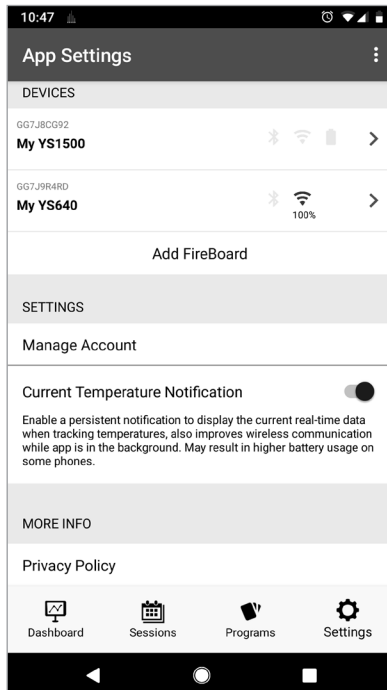 10:47
App Settings
DEVICES
GG7J8CG92
My YS1500
GG7J9R4RD
My YS640
100%
Add FireBoard
SETTINGS
Manage Account
Current Temperature Notification
Enable a persistent notification to display the current real-time data
when tracking temperatures, also improves wireless communication
while app is in the background. May result in higher battery usage on
some phones.
MORE INFO
Privacy Policy
Dashboard
Sessions
Programs
Settings